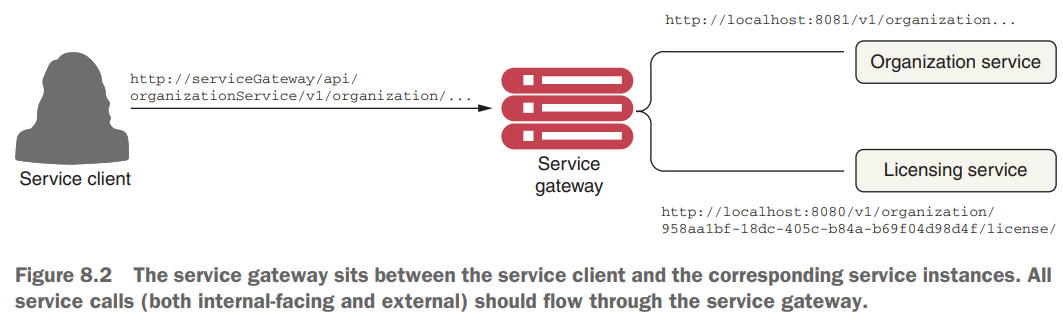 http://localhost:8081/v1/organization...
Organization service
http://serviceGateway/api/
organizationService/v1/organization/...
Service client
Service
gateway
Licensing service
http://localhost:8080/v1/organization/
958aa1bf-18dc-405c-b84a-b69f04d98d4f/license/
Figure 8.2 The service gateway sits between the service client and the corresponding service instances. All
service calls (both internal-facing and external) should flow through the service gateway.